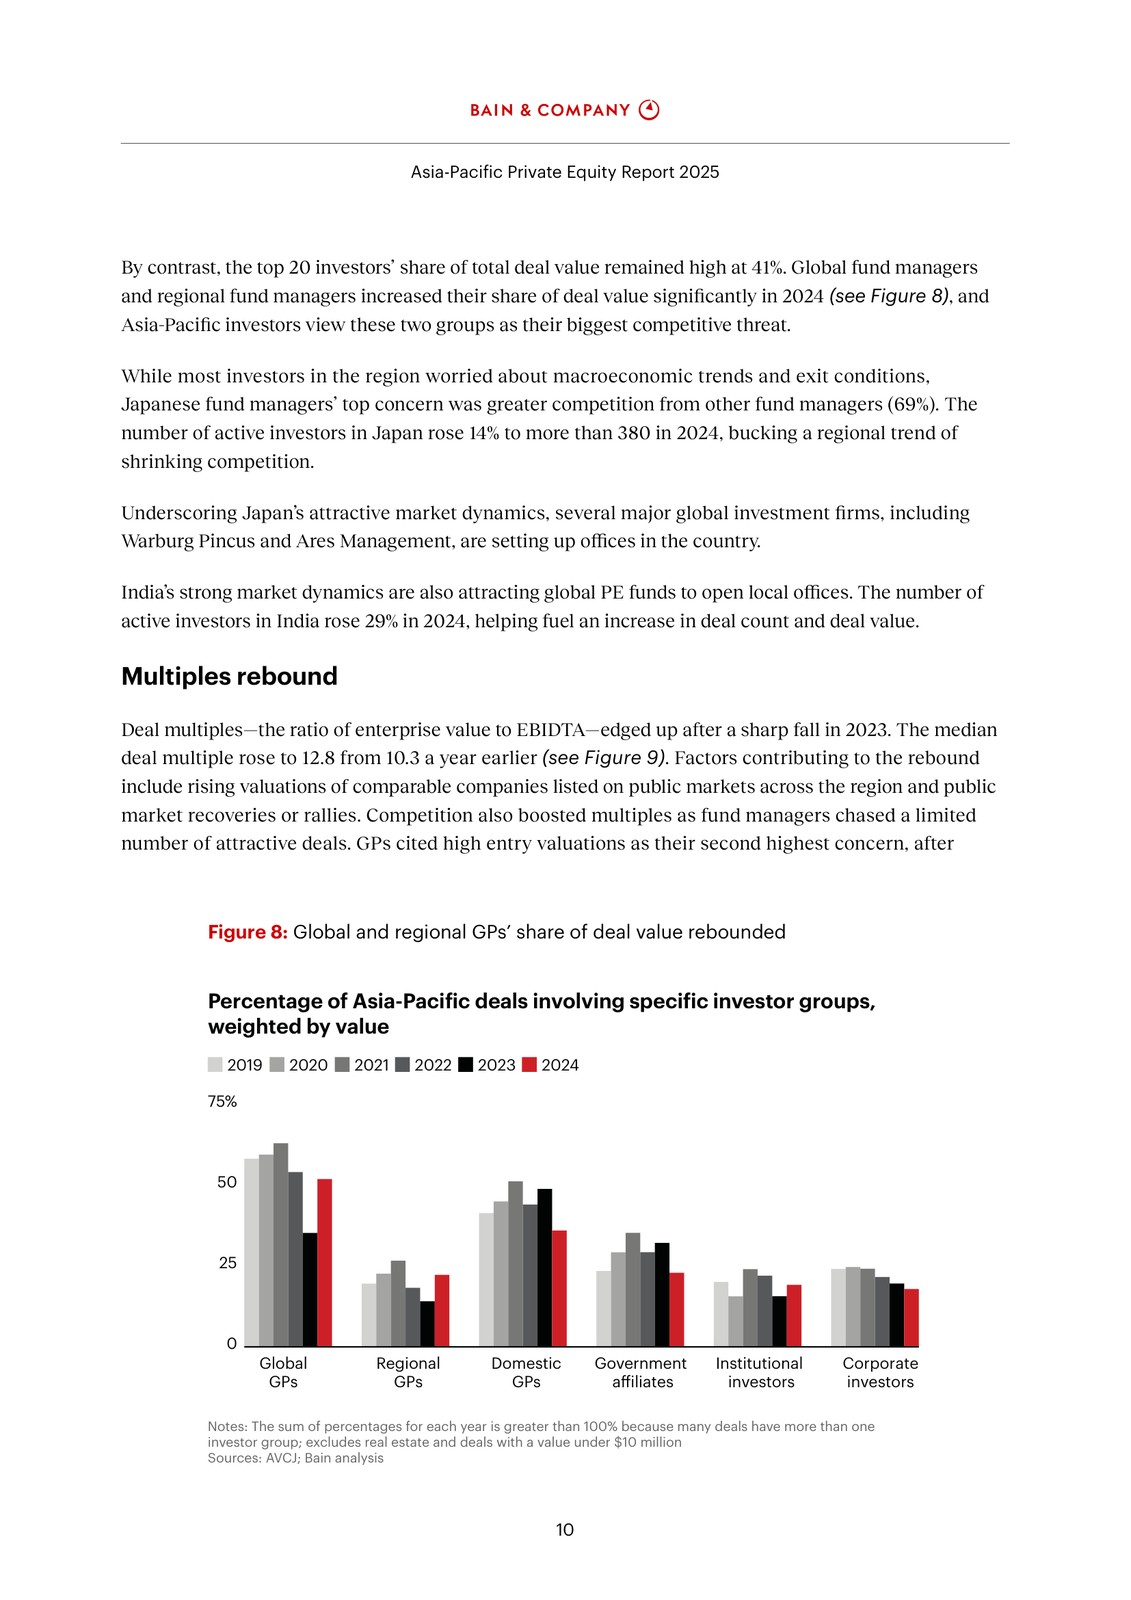 BAIN & COMPANY
Asia-Pacific Private Equity Report 2025
By contrast, the top 20 investors’ share of total deal value remained high at 41%. Global fund managers
and regional fund managers increased their share of deal value significantly in 2024 (see Figure 8), and
Asia-Pacific investors view these two groups as their biggest competitive threat.
While most investors in the region worried about macroeconomic trends and exit conditions,
Japanese fund managers’ top concern was greater competition from other fund managers (69%). The
number of active investors in Japan rose 14% to more than 380 in 2024, bucking a regional trend of
shrinking competition.
Underscoring Japan’s attractive market dynamics, several major global investment firms, including
Warburg Pincus and Ares Management, are setting up offices in the country.
India’s strong market dynamics are also attracting global PE funds to open local offices. The number of
active investors in India rose 29% in 2024, helping fuel an increase in deal count and deal value.
Multiples rebound
Deal multiples—the ratio of enterprise value to EBIDTA—edged up after a sharp fall in 2023. The median
deal multiple rose to 12.8 from 10.3 a year earlier (see Figure 9). Factors contributing to the rebound
include rising valuations of comparable companies listed on public markets across the region and public
market recoveries or rallies. Competition also boosted multiples as fund managers chased a limited
number of attractive deals. GPs cited high entry valuations as their second highest concern, after
Figure 8: Global and regional GPs’ share of deal value rebounded
Percentage of Asia-Pacific deals involving specific investor groups,
weighted by value
2019 2020 2021 2022 2023 2024
75%
50
25
0
Global Regional Domestic Government Institutional Corporate
GPs GPs GPs affiliates investors investors
Notes: The sum of percentages for each year is greater than 100% because many deals have more than one
investor group; excludes real estate and deals with a value under $10 million
Sources: AVCJ; Bain analysis
10